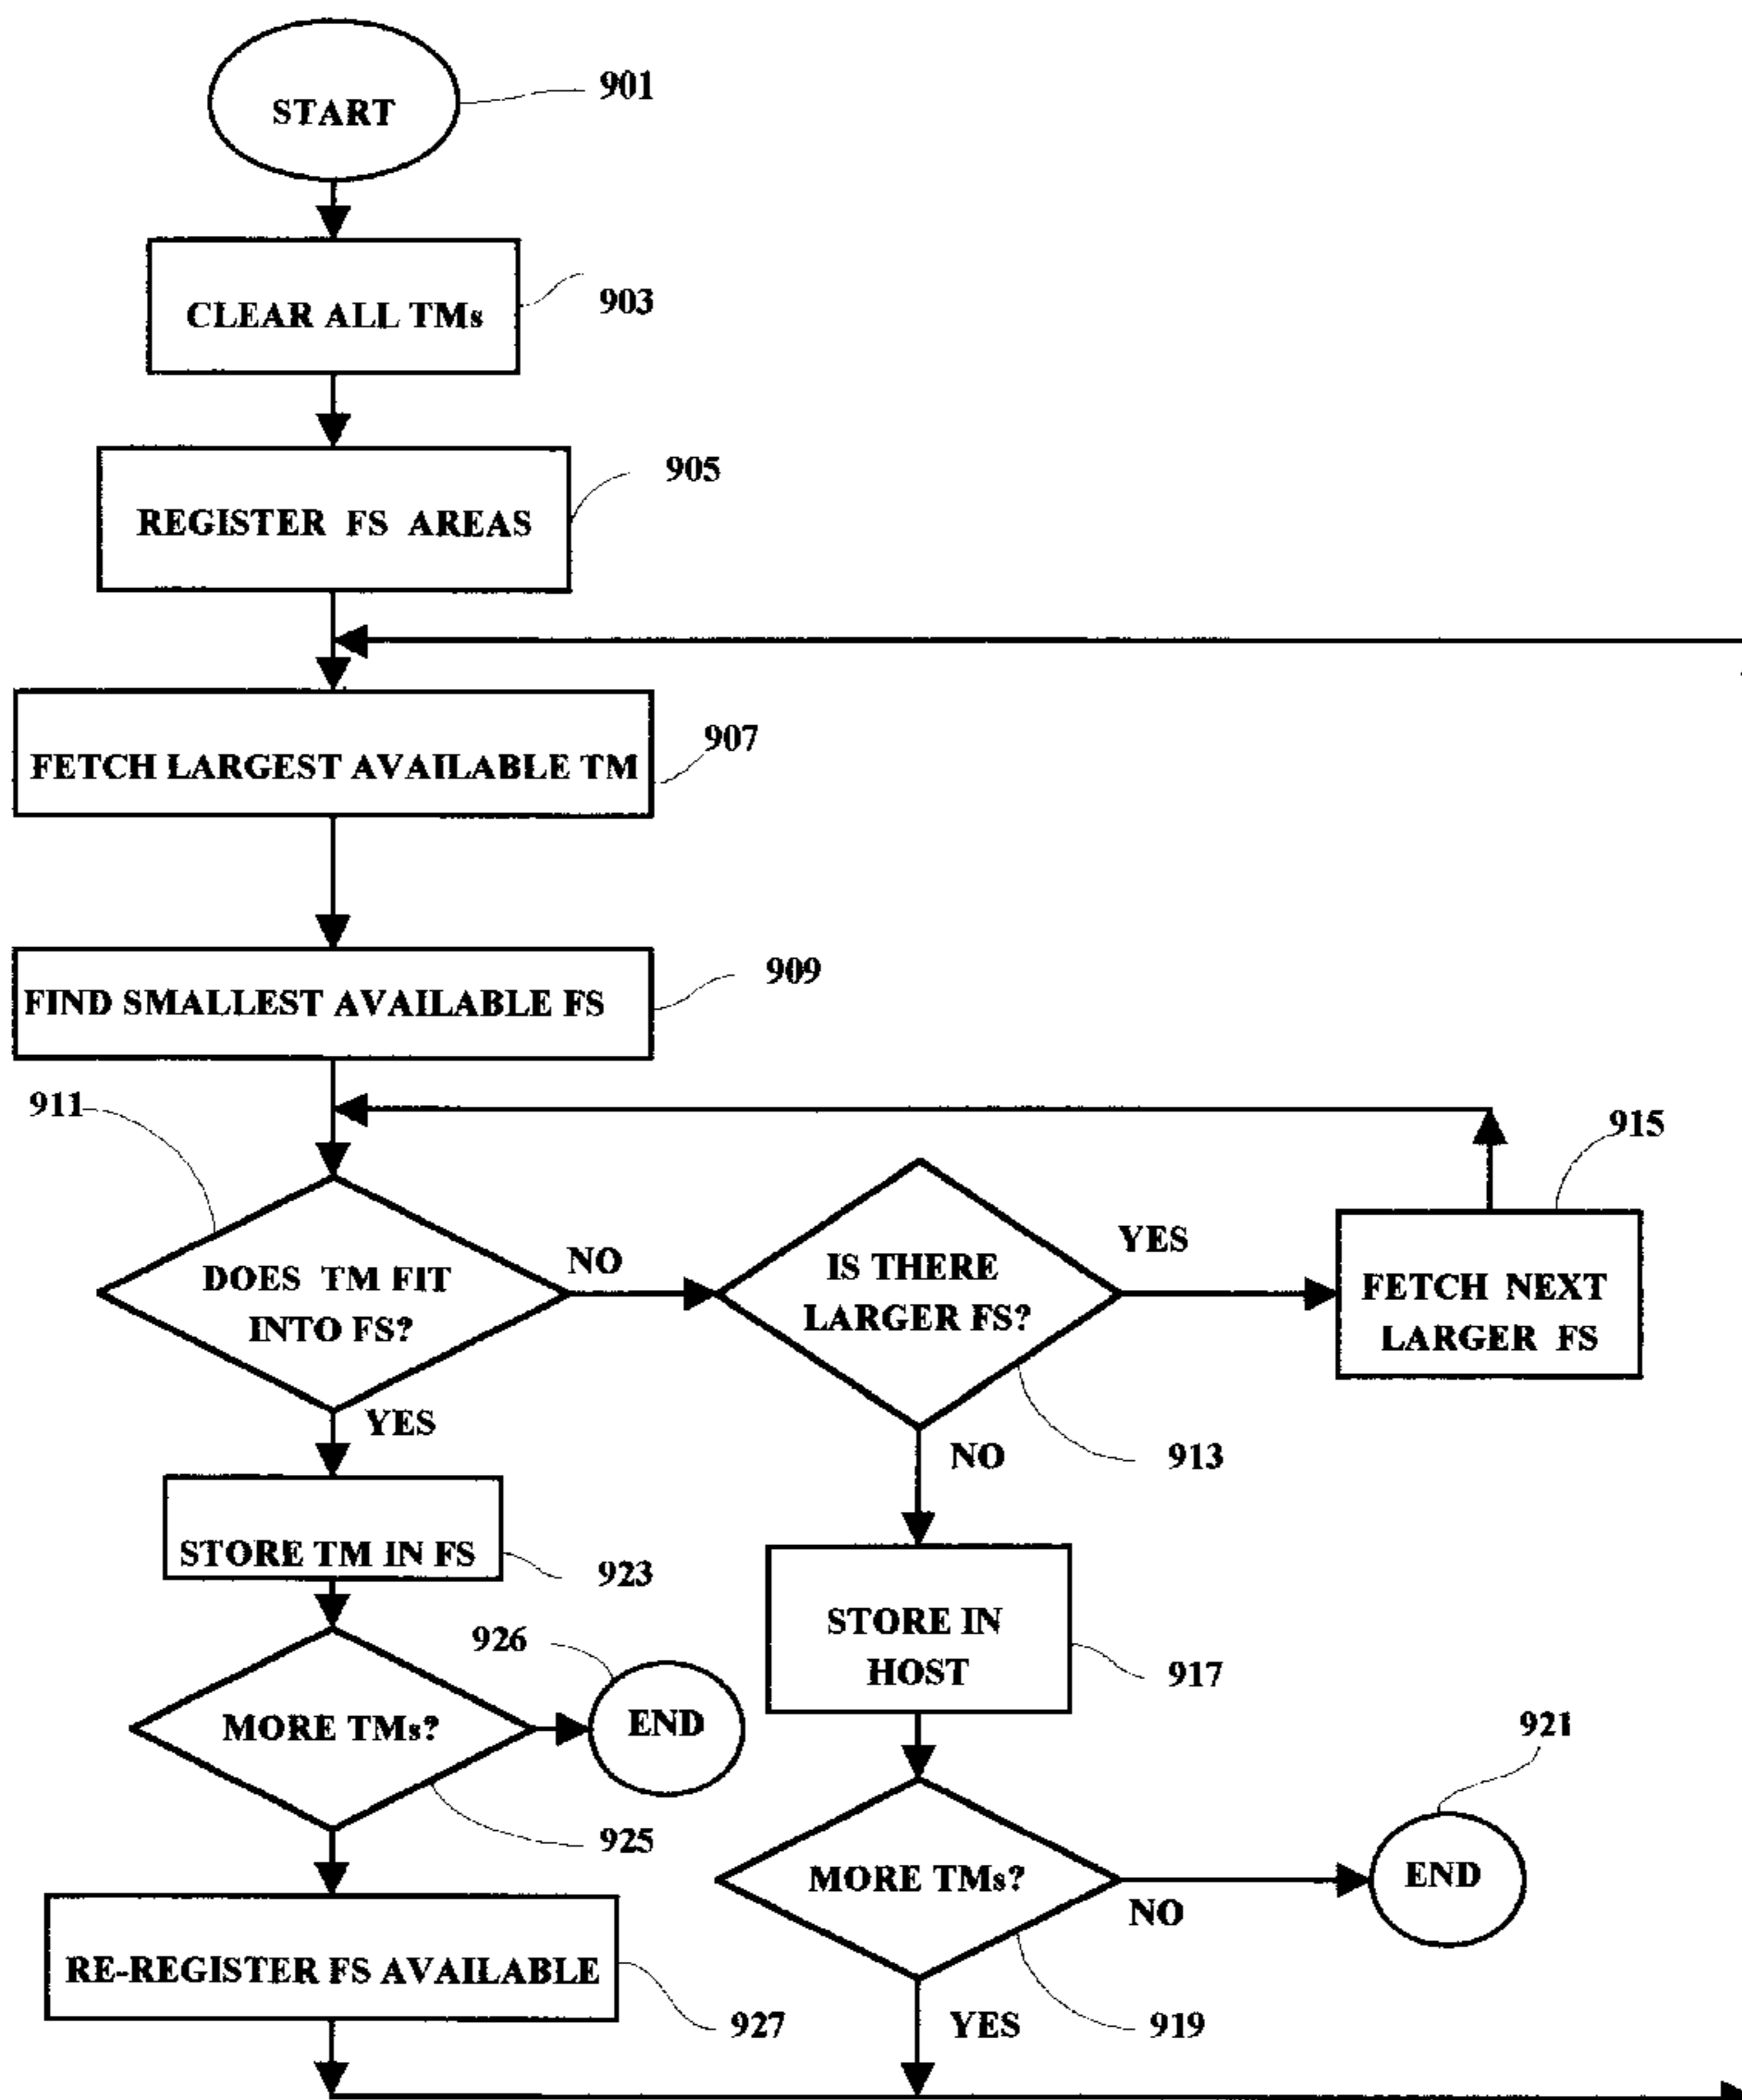 START
901
CLEAR ALL TMs
903
905
REGISTER FS AREAS
907
FETCH LARGEST AVAILABLE TM
909
FIND SMALLEST AVAILABLE FS
911
915
DOES TM FIT
INTO FS?
NO
IS THERE
LARGER FS?
YES
FETCH NEXT
LARGER FS
YES
NO
913
STORE TM IN FS
923
STORE IN
HOST
917
926
MORE TMs?
END
925
921
MORE TMs?
NO
END
RE-REGISTER FS AVAILABLE
927
YES
919